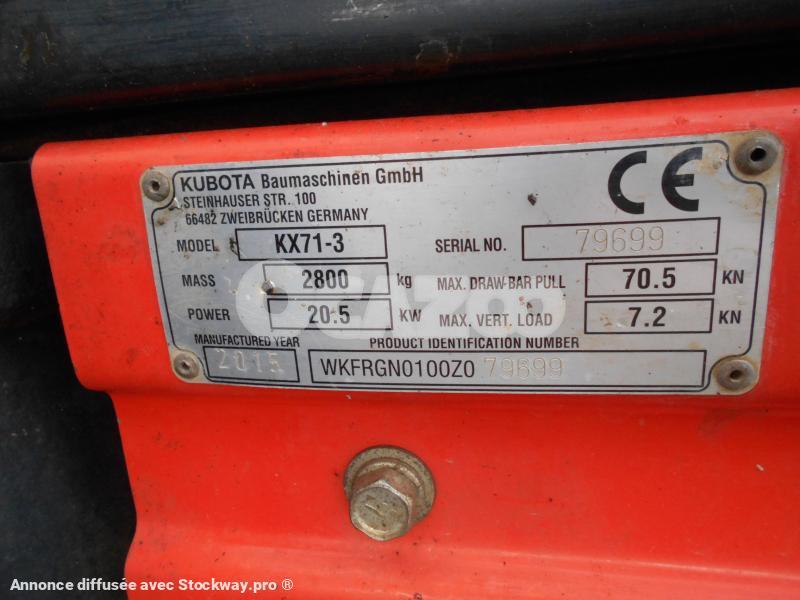 KUBOTA Baumaschinen GmbH
STEINHAUSER STR. 100
66482 ZWEIBRÜCKEN GERMANY
CE
MODEL KX71-3 SERIAL NO. 79699
MASS 2800 kg MAX. DRAW-BAR PULL 70.5 KN
POWER 20.5 KW MAX. VERT. LOAD 7.2 KN
MANUFACTURED YEAR PRODUCT IDENTIFICATION NUMBER
2015 WKFRGN0100Z079699
OCAZOO
Annonce diffusée avec Stockway.pro ®